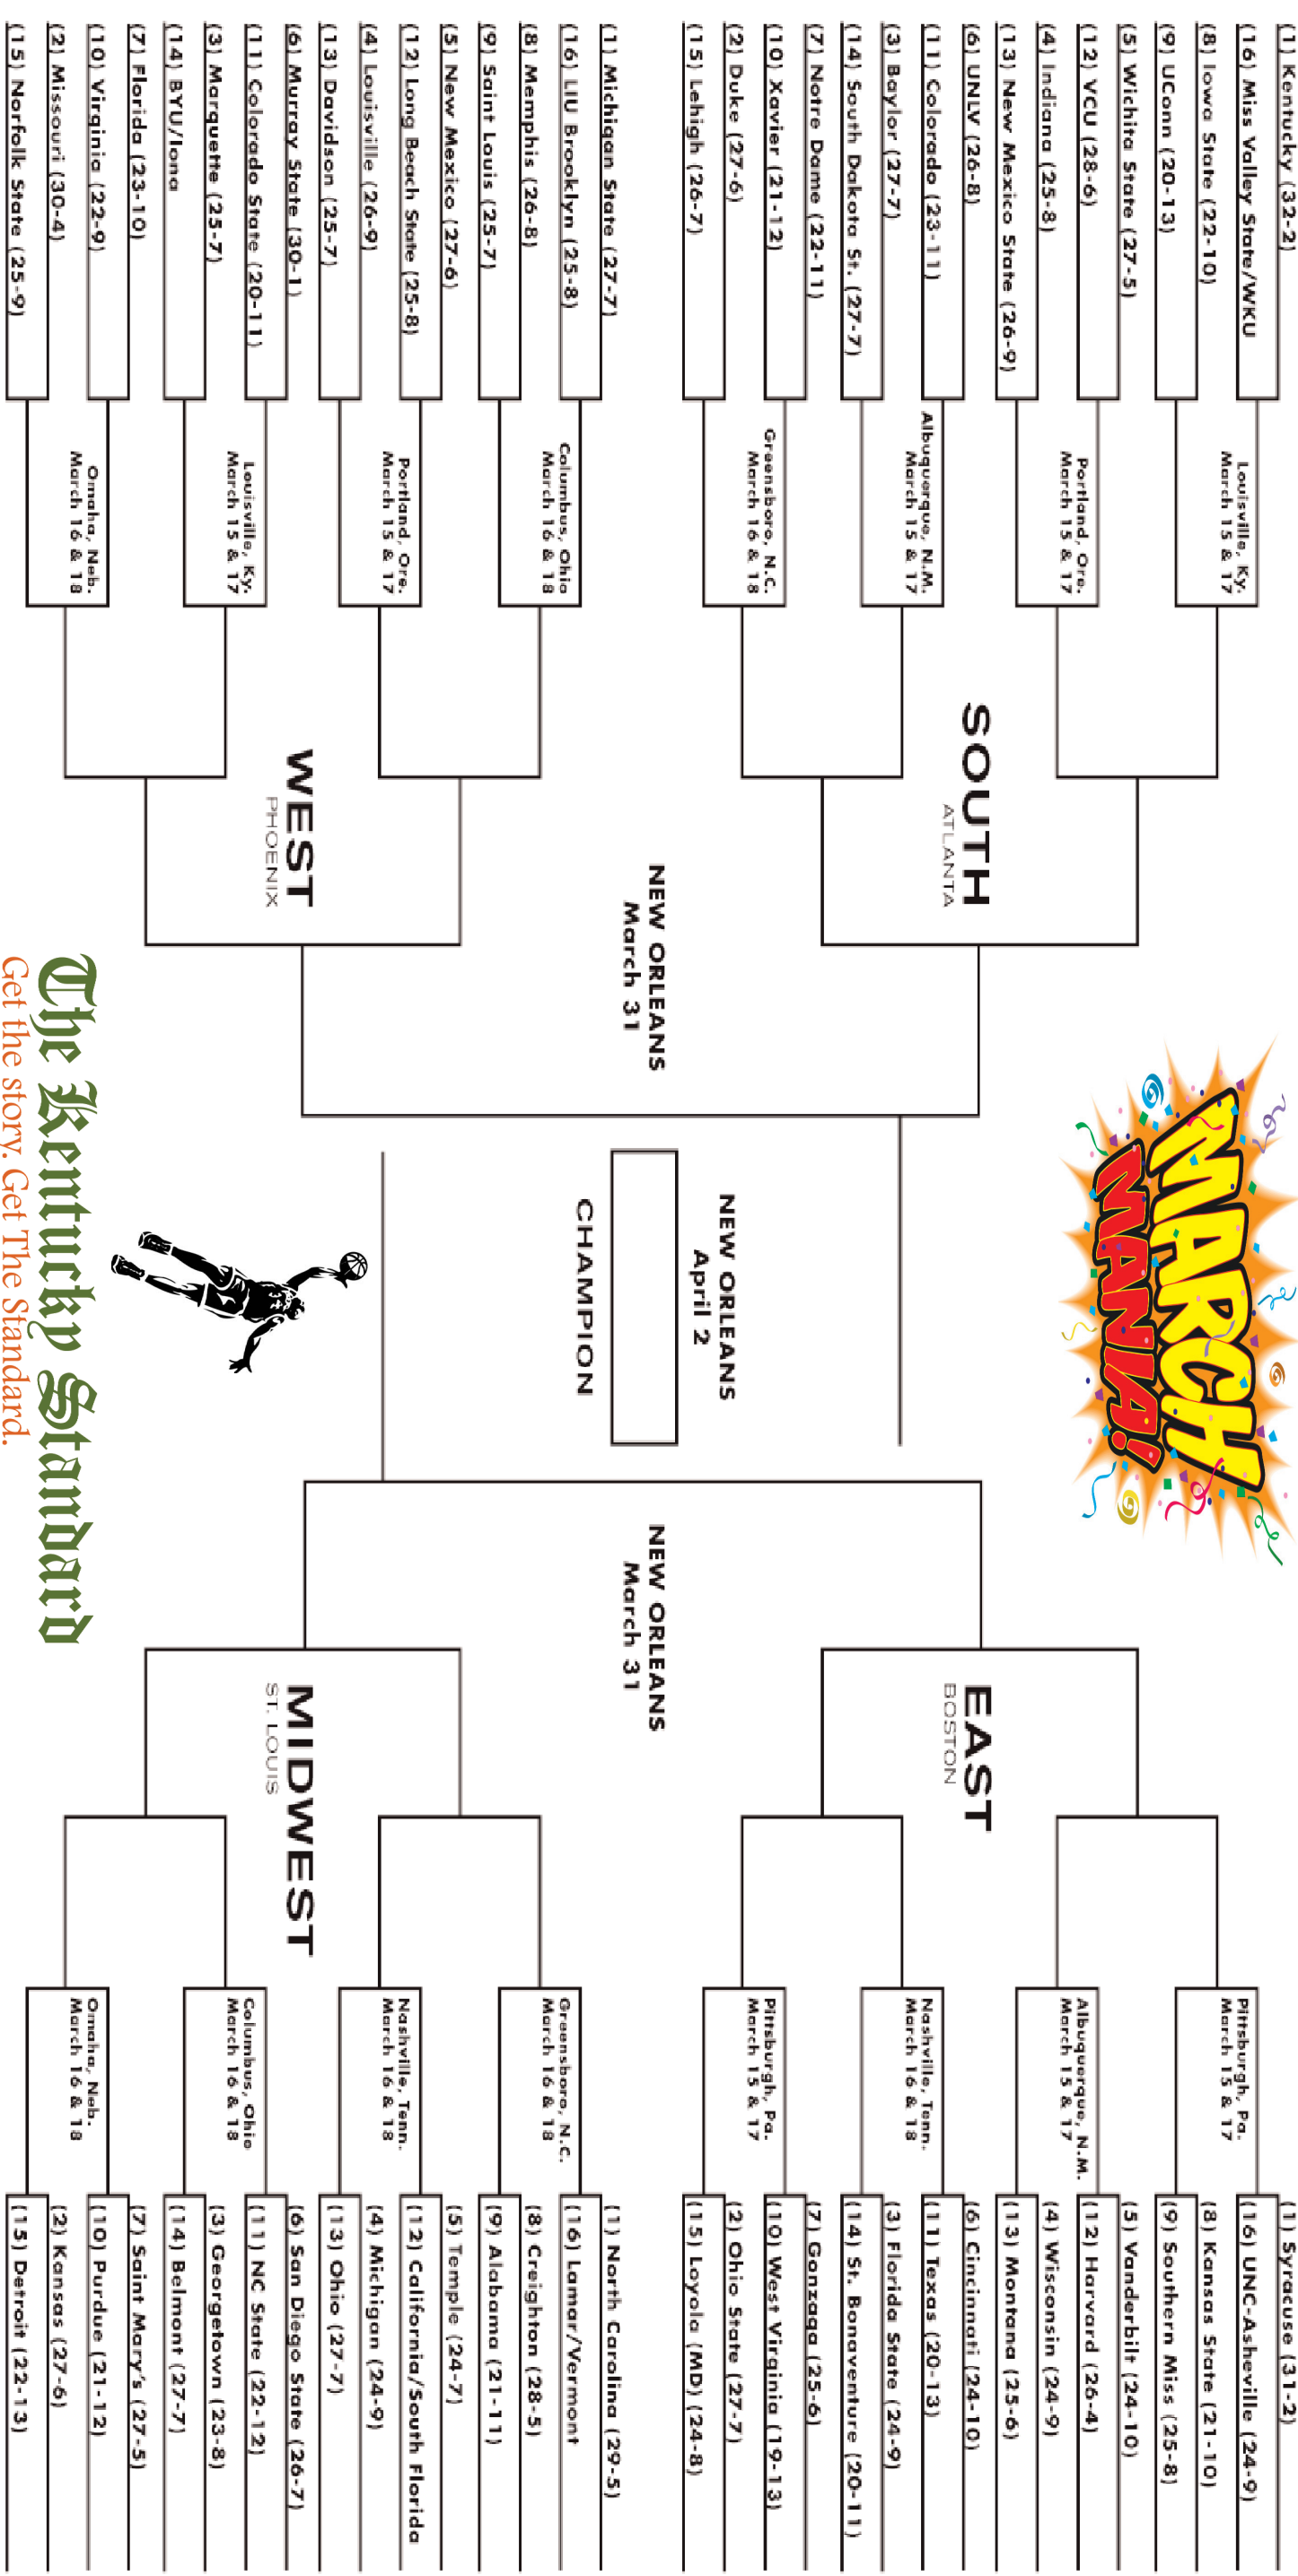 MARCH
MANIA!
(1) Kentucky (32-2)
(16) Miss Valley State/WKU
(8) Iowa State (22-10)
(9) UConn (20-13)
(5) Wichita State (27-5)
(12) VCU (28-6)
(4) Indiana (25-8)
(13) New Mexico State (26-9)
(6) UNLV (26-8)
(11) Colorado (23-11)
(3) Baylor (27-7)
(14) South Dakota St. (27-7)
(7) Notre Dame (22-11)
(10) Xavier (21-12)
(2) Duke (27-6)
(15) Lehigh (26-7)
Louisville, Ky.
March 15 & 17
Portland, Ore.
March 15 & 17
Albuquerque, N.M.
March 15 & 17
Greensboro, N.C.
March 16 & 18
SOUTH
ATLANTA
(1) Michigan State (27-7)
(16) LIU Brooklyn (25-8)
(8) Memphis (26-8)
(9) Saint Louis (25-7)
(5) New Mexico (27-6)
(12) Long Beach State (25-8)
(4) Louisville (26-9)
(13) Davidson (25-7)
(6) Murray State (30-1)
(11) Colorado State (20-11)
(3) Marquette (25-7)
(14) BYU/Iona
(7) Florida (23-10)
(10) Virginia (22-9)
(2) Missouri (30-4)
(15) Norfolk State (25-9)
Columbus, Ohio
March 16 & 18
Portland, Ore.
March 15 & 17
Louisville, Ky.
March 15 & 17
Omaha, Neb.
March 16 & 18
WEST
PHOENIX
NEW ORLEANS
March 31
NEW ORLEANS
April 2
CHAMPION
NEW ORLEANS
March 31
EAST
BOSTON
Pittsburgh, Pa.
March 15 & 17
Albuquerque, N.M.
March 15 & 17
Nashville, Tenn.
March 16 & 18
Pittsburgh, Pa.
March 15 & 17
(1) Syracuse (31-2)
(16) UNC-Asheville (24-9)
(8) Kansas State (21-10)
(9) Southern Miss (25-8)
(5) Vanderbilt (24-10)
(12) Harvard (26-4)
(4) Wisconsin (24-9)
(13) Montana (25-6)
(6) Cincinnati (24-10)
(11) Texas (20-13)
(3) Florida State (24-9)
(14) St. Bonaventure (20-11)
(7) Gonzaga (25-6)
(10) West Virginia (19-13)
(2) Ohio State (27-7)
(15) Loyola (MD) (24-8)
MIDWEST
ST. LOUIS
Greensboro, N.C.
March 16 & 18
Nashville, Tenn.
March 16 & 18
Columbus, Ohio
March 16 & 18
Omaha, Neb.
March 16 & 18
(1) North Carolina (29-5)
(16) Lamar/Vermont
(8) Creighton (28-5)
(9) Alabama (21-11)
(5) Temple (24-7)
(12) California/South Florida
(4) Michigan (24-9)
(13) Ohio (27-7)
(6) San Diego State (26-7)
(11) NC State (22-12)
(3) Georgetown (23-8)
(14) Belmont (27-7)
(7) Saint Mary's (27-5)
(10) Purdue (21-12)
(2) Kansas (27-6)
(15) Detroit (22-13)
The Kentucky Standard
Get the story. Get The Standard.